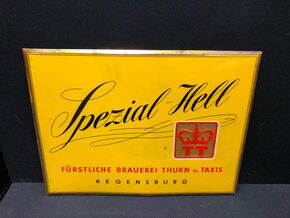 Spezial-Hell
FÜRSTLICHE BRAUEREI THURN u. TAXIS
REGENSBURG